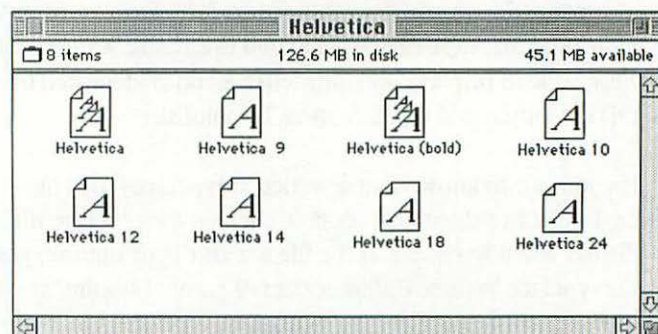 Helvetica
8 items 126.6 MB in disk 45.1 MB available
Helvetica Helvetica 9 Helvetica (bold) Helvetica 10
Helvetica 12 Helvetica 14 Helvetica 18 Helvetica 24